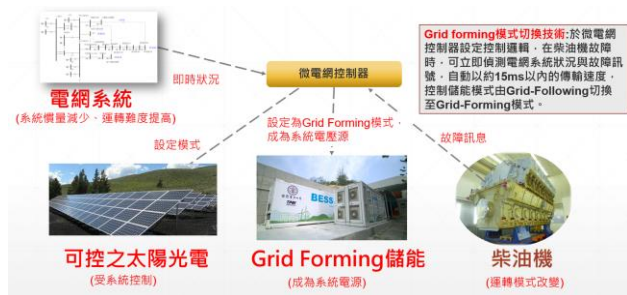 Grid forming模式切換技術:於微電網
控制器設定控制邏輯，在柴油機故障
時，可立即偵測電網系統狀況與故障訊
號，自動以約15ms以內的傳輸速度，
控制儲能模式由Grid-Following切換
至Grid-Forming模式。
微電網控制器
即時狀況
電網系統
(系統慣量減少、運轉難度提高)
設定模式
設定為Grid Forming模式，
成為系統電壓源
故障訊息
BESS
可控之太陽光電
(受系統控制)
Grid Forming儲能
(成為系統電源)
柴油機
(運轉模式改變)